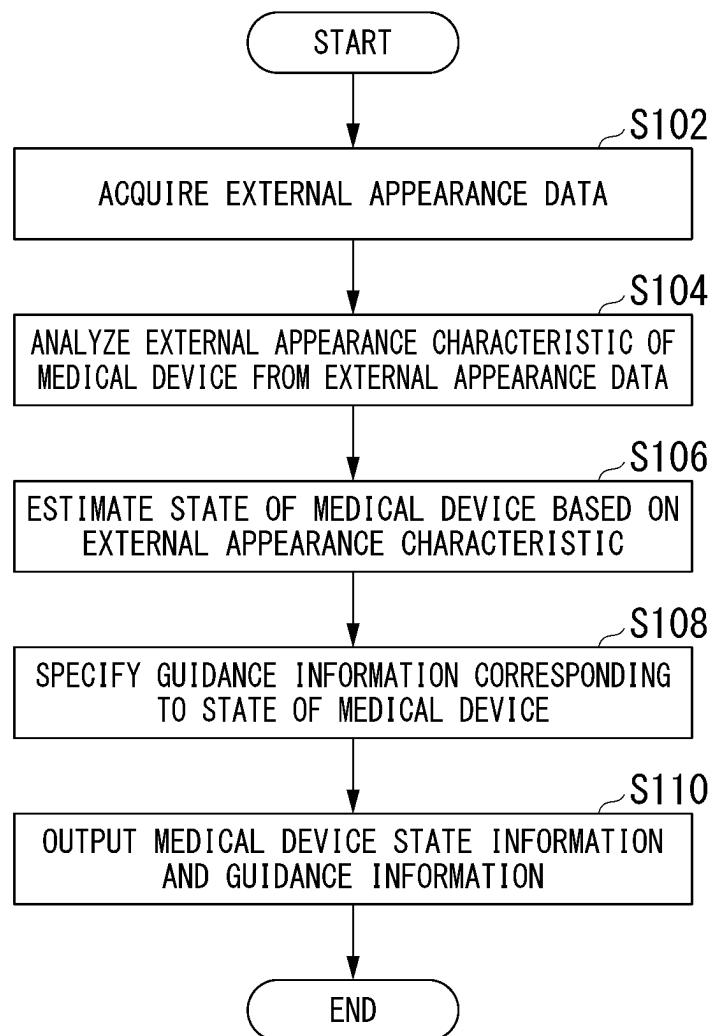 START
S102
ACQUIRE EXTERNAL APPEARANCE DATA
S104
ANALYZE EXTERNAL APPEARANCE CHARACTERISTIC OF
MEDICAL DEVICE FROM EXTERNAL APPEARANCE DATA
S106
ESTIMATE STATE OF MEDICAL DEVICE BASED ON
EXTERNAL APPEARANCE CHARACTERISTIC
S108
SPECIFY GUIDANCE INFORMATION CORRESPONDING
TO STATE OF MEDICAL DEVICE
S110
OUTPUT MEDICAL DEVICE STATE INFORMATION
AND GUIDANCE INFORMATION
END